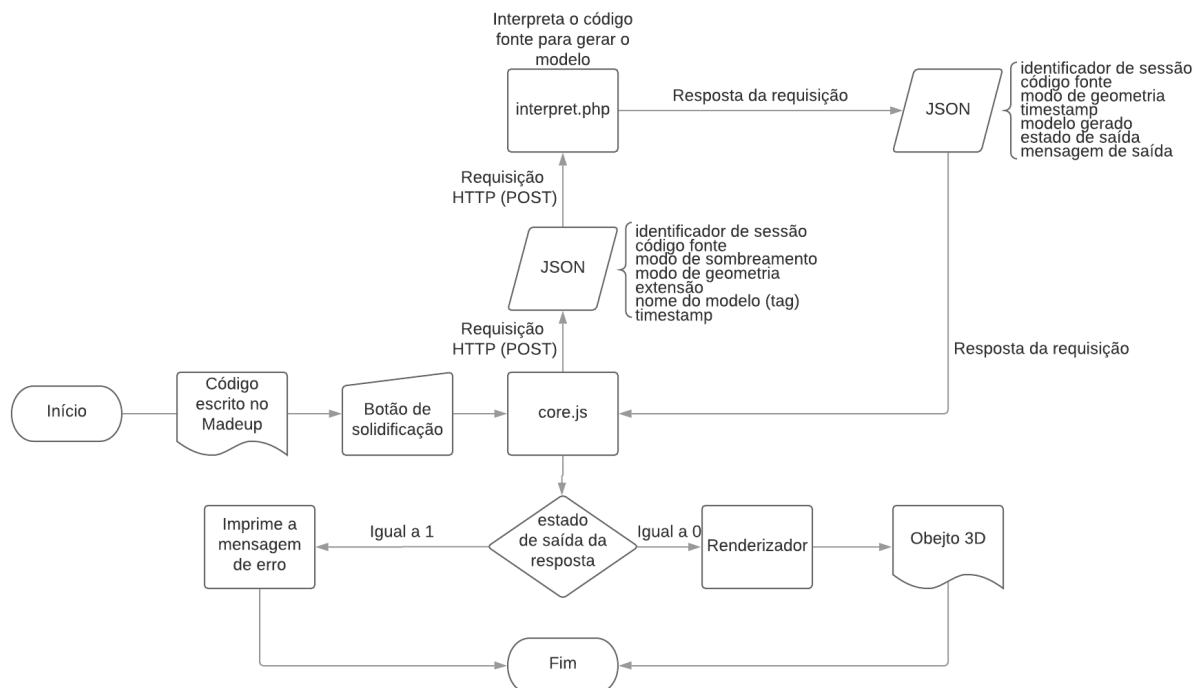 Interpreta o código
fonte para gerar o
modelo
interpret.php
Resposta da requisição
JSON
identificador de sessão
código fonte
modo de geometria
timestamp
modelo gerado
estado de saída
mensagem de saída
Requisição
HTTP (POST)
JSON
identificador de sessão
código fonte
modo de sombreamento
modo de geometria
extensão
nome do modelo (tag)
timestamp
Requisição
HTTP (POST)
Resposta da requisição
Início
Código
escrito no
Madeup
Botão de
solidificação
core.js
Imprime a
mensagem
de erro
Igual a 1
estado
de saída da
resposta
Igual a 0
Renderizador
Obejto 3D
Fim